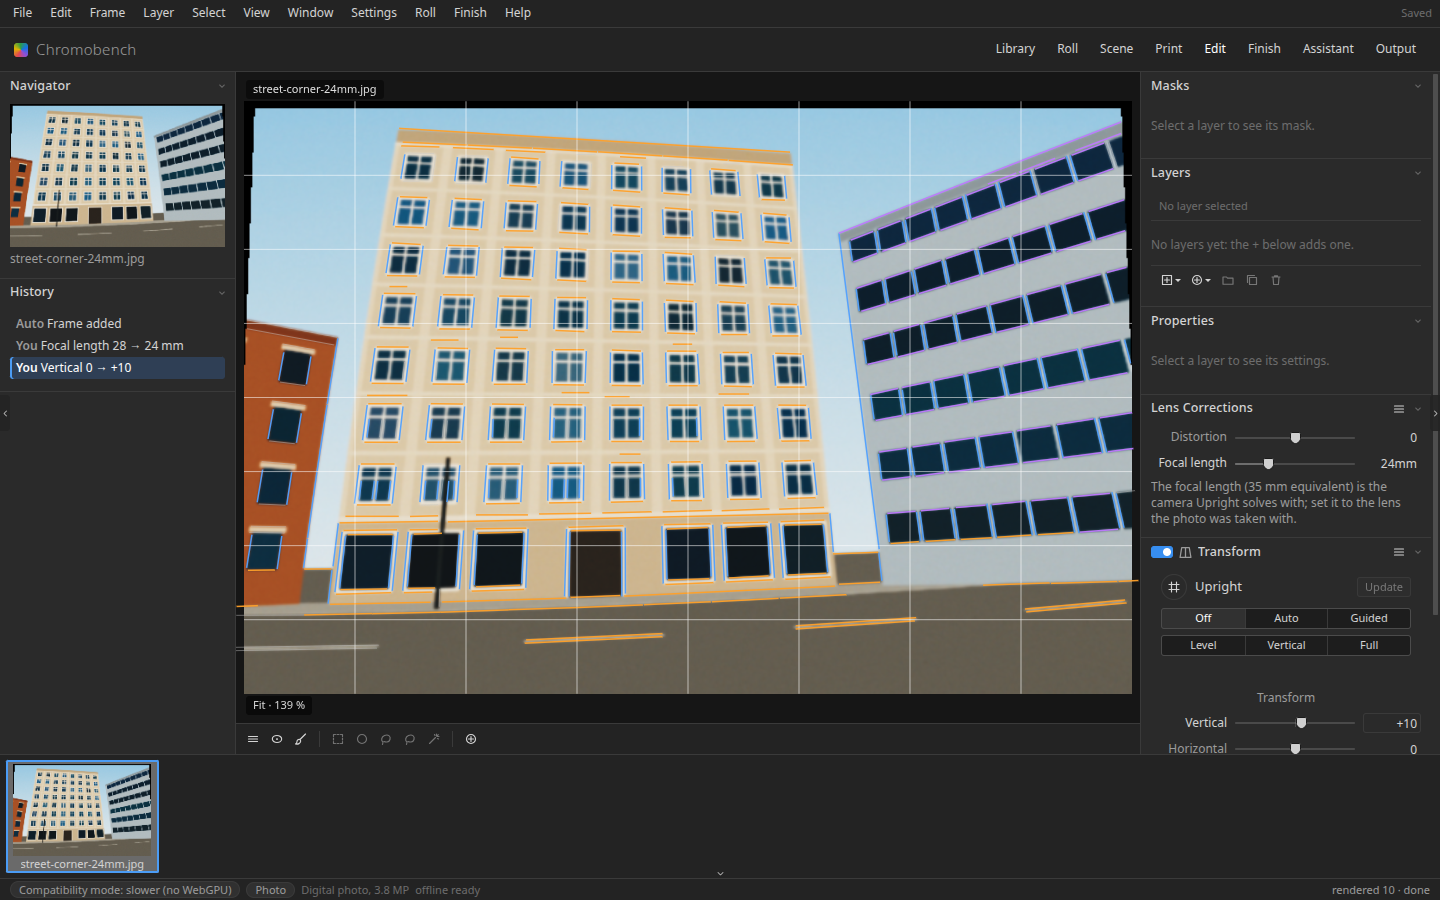 File Edit Frame Layer Select View Window Settings Roll Finish Help
Saved
Chromobench
Library Roll Scene Print Edit Finish Assistant Output
Navigator
street-corner-24mm.jpg
History
Auto Frame added
You Focal length 28 → 24 mm
You Vertical 0 → +10
street-corner-24mm.jpg
Fit · 139 %
Masks
Select a layer to see its mask.
Layers
No layer selected
No layers yet: the + below adds one.
Properties
Select a layer to see its settings.
Lens Corrections
Distortion 0
Focal length 24mm
The focal length (35 mm equivalent) is the
camera Upright solves with; set it to the lens
the photo was taken with.
Transform
Upright Update
Off Auto Guided
Level Vertical Full
Transform
Vertical +10
Horizontal 0
street-corner-24mm.jpg
Compatibility mode: slower (no WebGPU) Photo Digital photo, 3.8 MP offline ready
rendered 10 · done